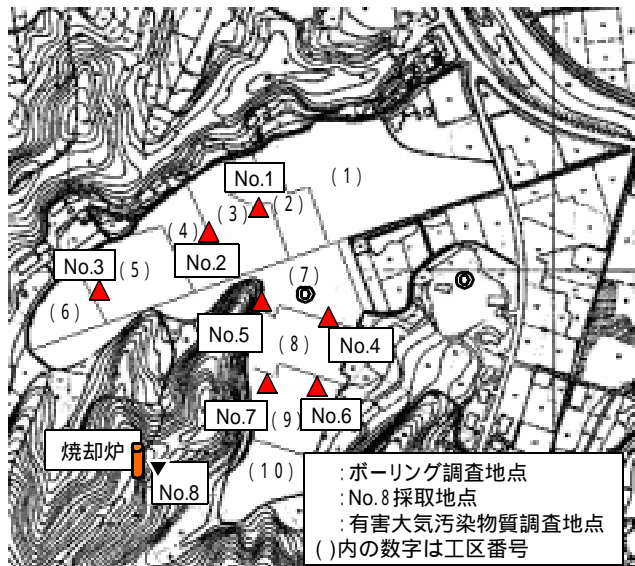 (1)
No.1
(2)
(3)
(4)
No.2
No.3
(5)
(6)
(7)
No.5
No.4
(8)
No.7
No.6
(9)
焼却炉
No.8
(10)
:ボーリング調査地点
:No.8採取地点
:有害大気汚染物質調査地点
( )内の数字は工区番号